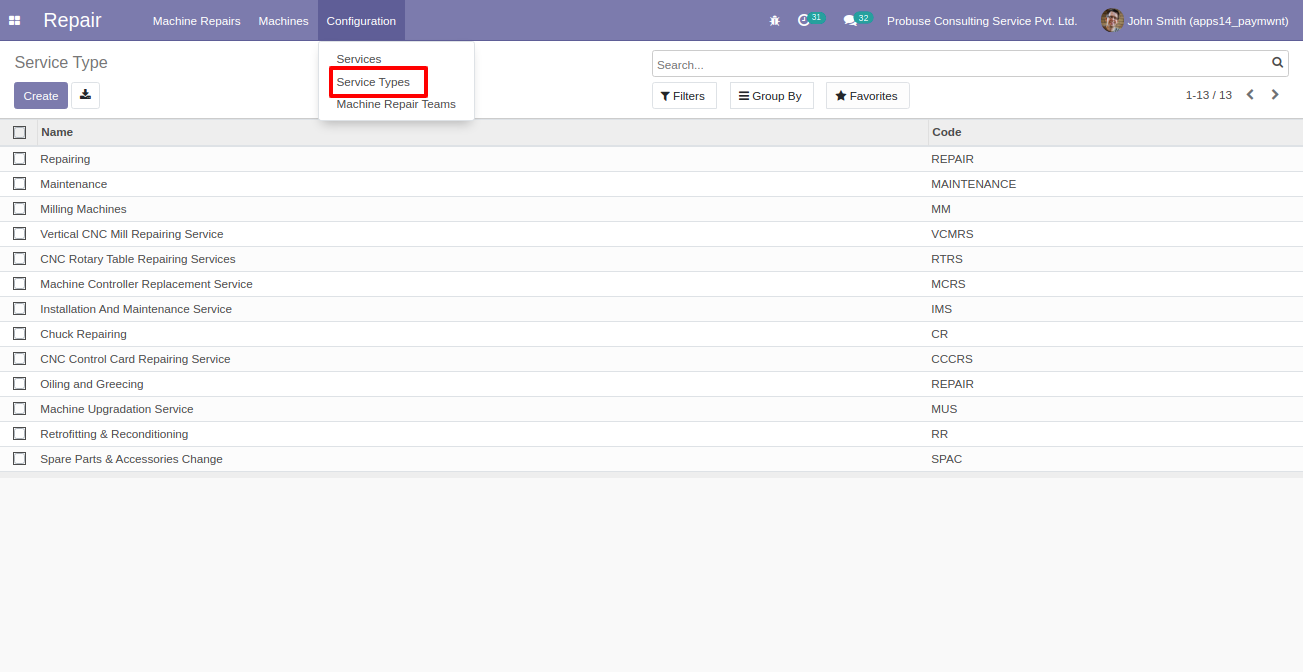 Repair Machine Repairs Machines Configuration 31 32 Probuse Consulting Service Pvt. Ltd. John Smith (apps14_paymwnt)
Service Type
Services
Service Types
Machine Repair Teams
Search...
Create
Filters Group By Favorites 1-13 / 13
Name Code
Repairing REPAIR
Maintenance MAINTENANCE
Milling Machines MM
Vertical CNC Mill Repairing Service VCMRS
CNC Rotary Table Repairing Services RTRS
Machine Controller Replacement Service MCRS
Installation And Maintenance Service IMS
Chuck Repairing CR
CNC Control Card Repairing Service CCCRS
Oiling and Greecing REPAIR
Machine Upgradation Service MUS
Retrofitting & Reconditioning RR
Spare Parts & Accessories Change SPAC